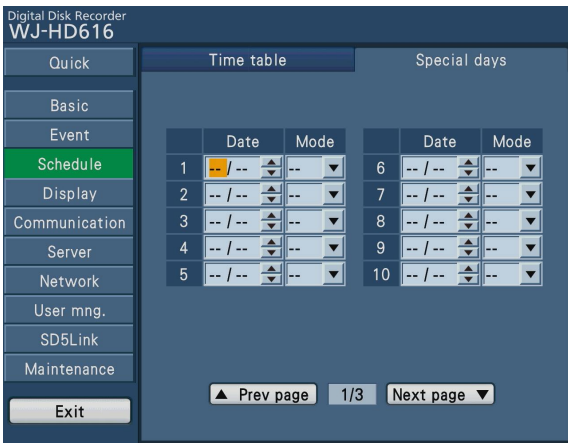 Digital Disk Recorder
WJ-HD616
Quick
Basic
Event
Schedule
Display
Communication
Server
Network
User mng.
SD5Link
Maintenance
Exit
Time table Special days
Date Mode Date Mode
1 -- / -- -- 6 -- / -- --
2 -- / -- -- 7 -- / -- --
3 -- / -- -- 8 -- / -- --
4 -- / -- -- 9 -- / -- --
5 -- / -- -- 10 -- / -- --
▲ Prev page 1/3 Next page ▼